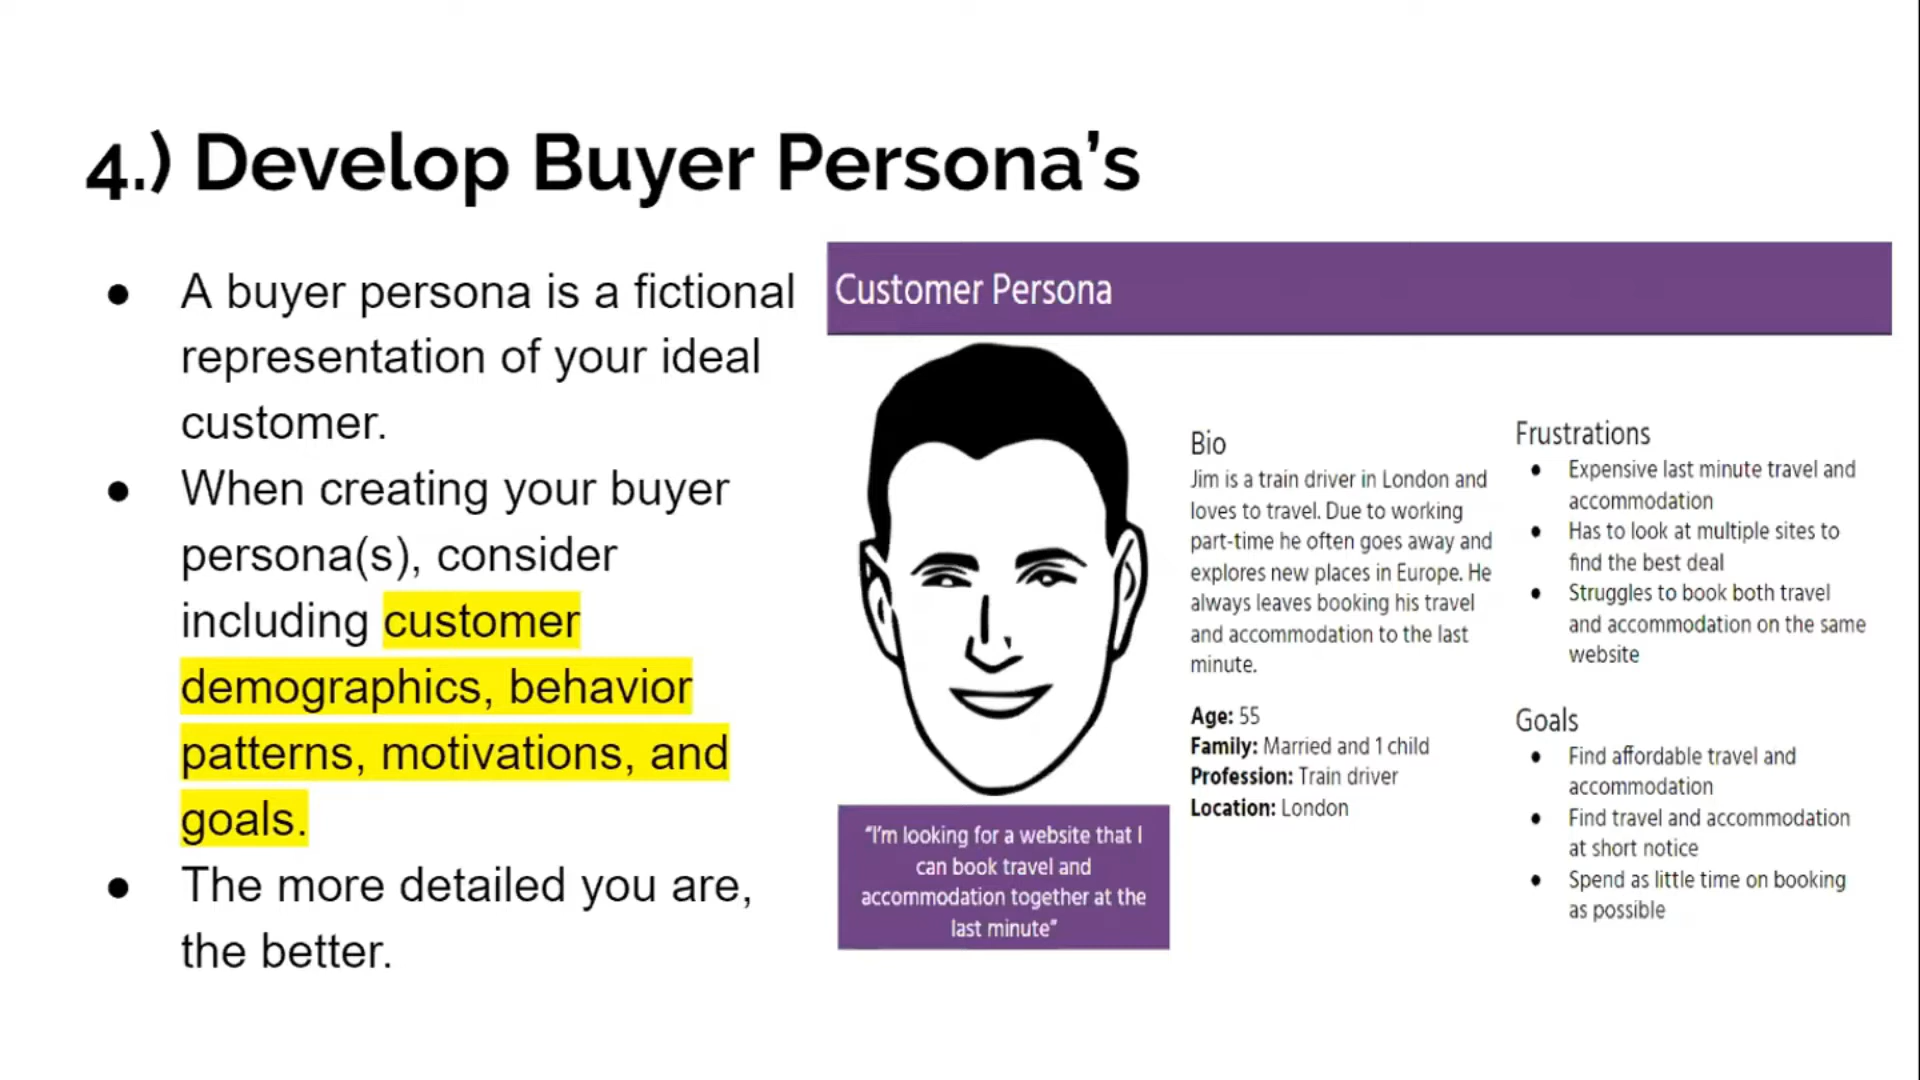 4.) Develop Buyer Persona’s
● A buyer persona is a fictional
representation of your ideal
customer.
● When creating your buyer
persona(s), consider
including customer
demographics, behavior
patterns, motivations, and
goals.
● The more detailed you are,
the better.
Customer Persona
“I'm looking for a website that I
can book travel and
accommodation together at the
last minute”
Bio
Jim is a train driver in London and
loves to travel. Due to working
part-time he often goes away and
explores new places in Europe. He
always leaves booking his travel
and accommodation to the last
minute.
Age: 55
Family: Married and 1 child
Profession: Train driver
Location: London
Frustrations
● Expensive last minute travel and
accommodation
● Has to look at multiple sites to
find the best deal
● Struggles to book both travel
and accommodation on the same
website
Goals
● Find affordable travel and
accommodation
● Find travel and accommodation
at short notice
● Spend as little time on booking
as possible